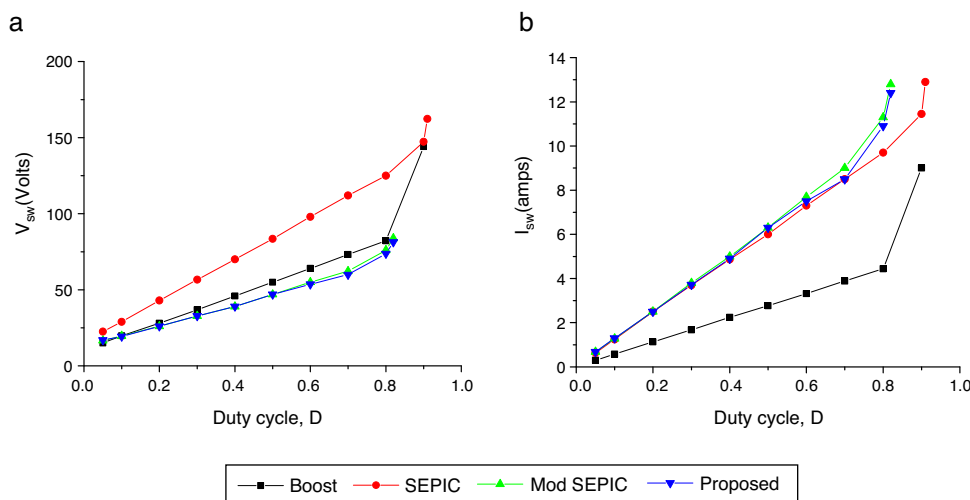 a
V_sw(Volts)
200
150
100
50
0
0.0 0.2 0.4 0.6 0.8 1.0
Duty cycle, D
b
I_sw(amps)
14
12
10
8
6
4
2
0
0.0 0.2 0.4 0.6 0.8 1.0
Duty cycle, D
Boost SEPIC Mod SEPIC Proposed